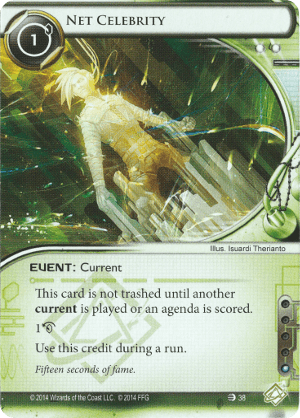 NET CELEBRITY
1
Illus. Isuardi Therianto
EVENT: Current
This card is not trashed until another
current is played or an agenda is scored.
1
Use this credit during a run.
Fifteen seconds of fame.
© 2014 Wizards of the Coast LLC. © 2014 FFG
38